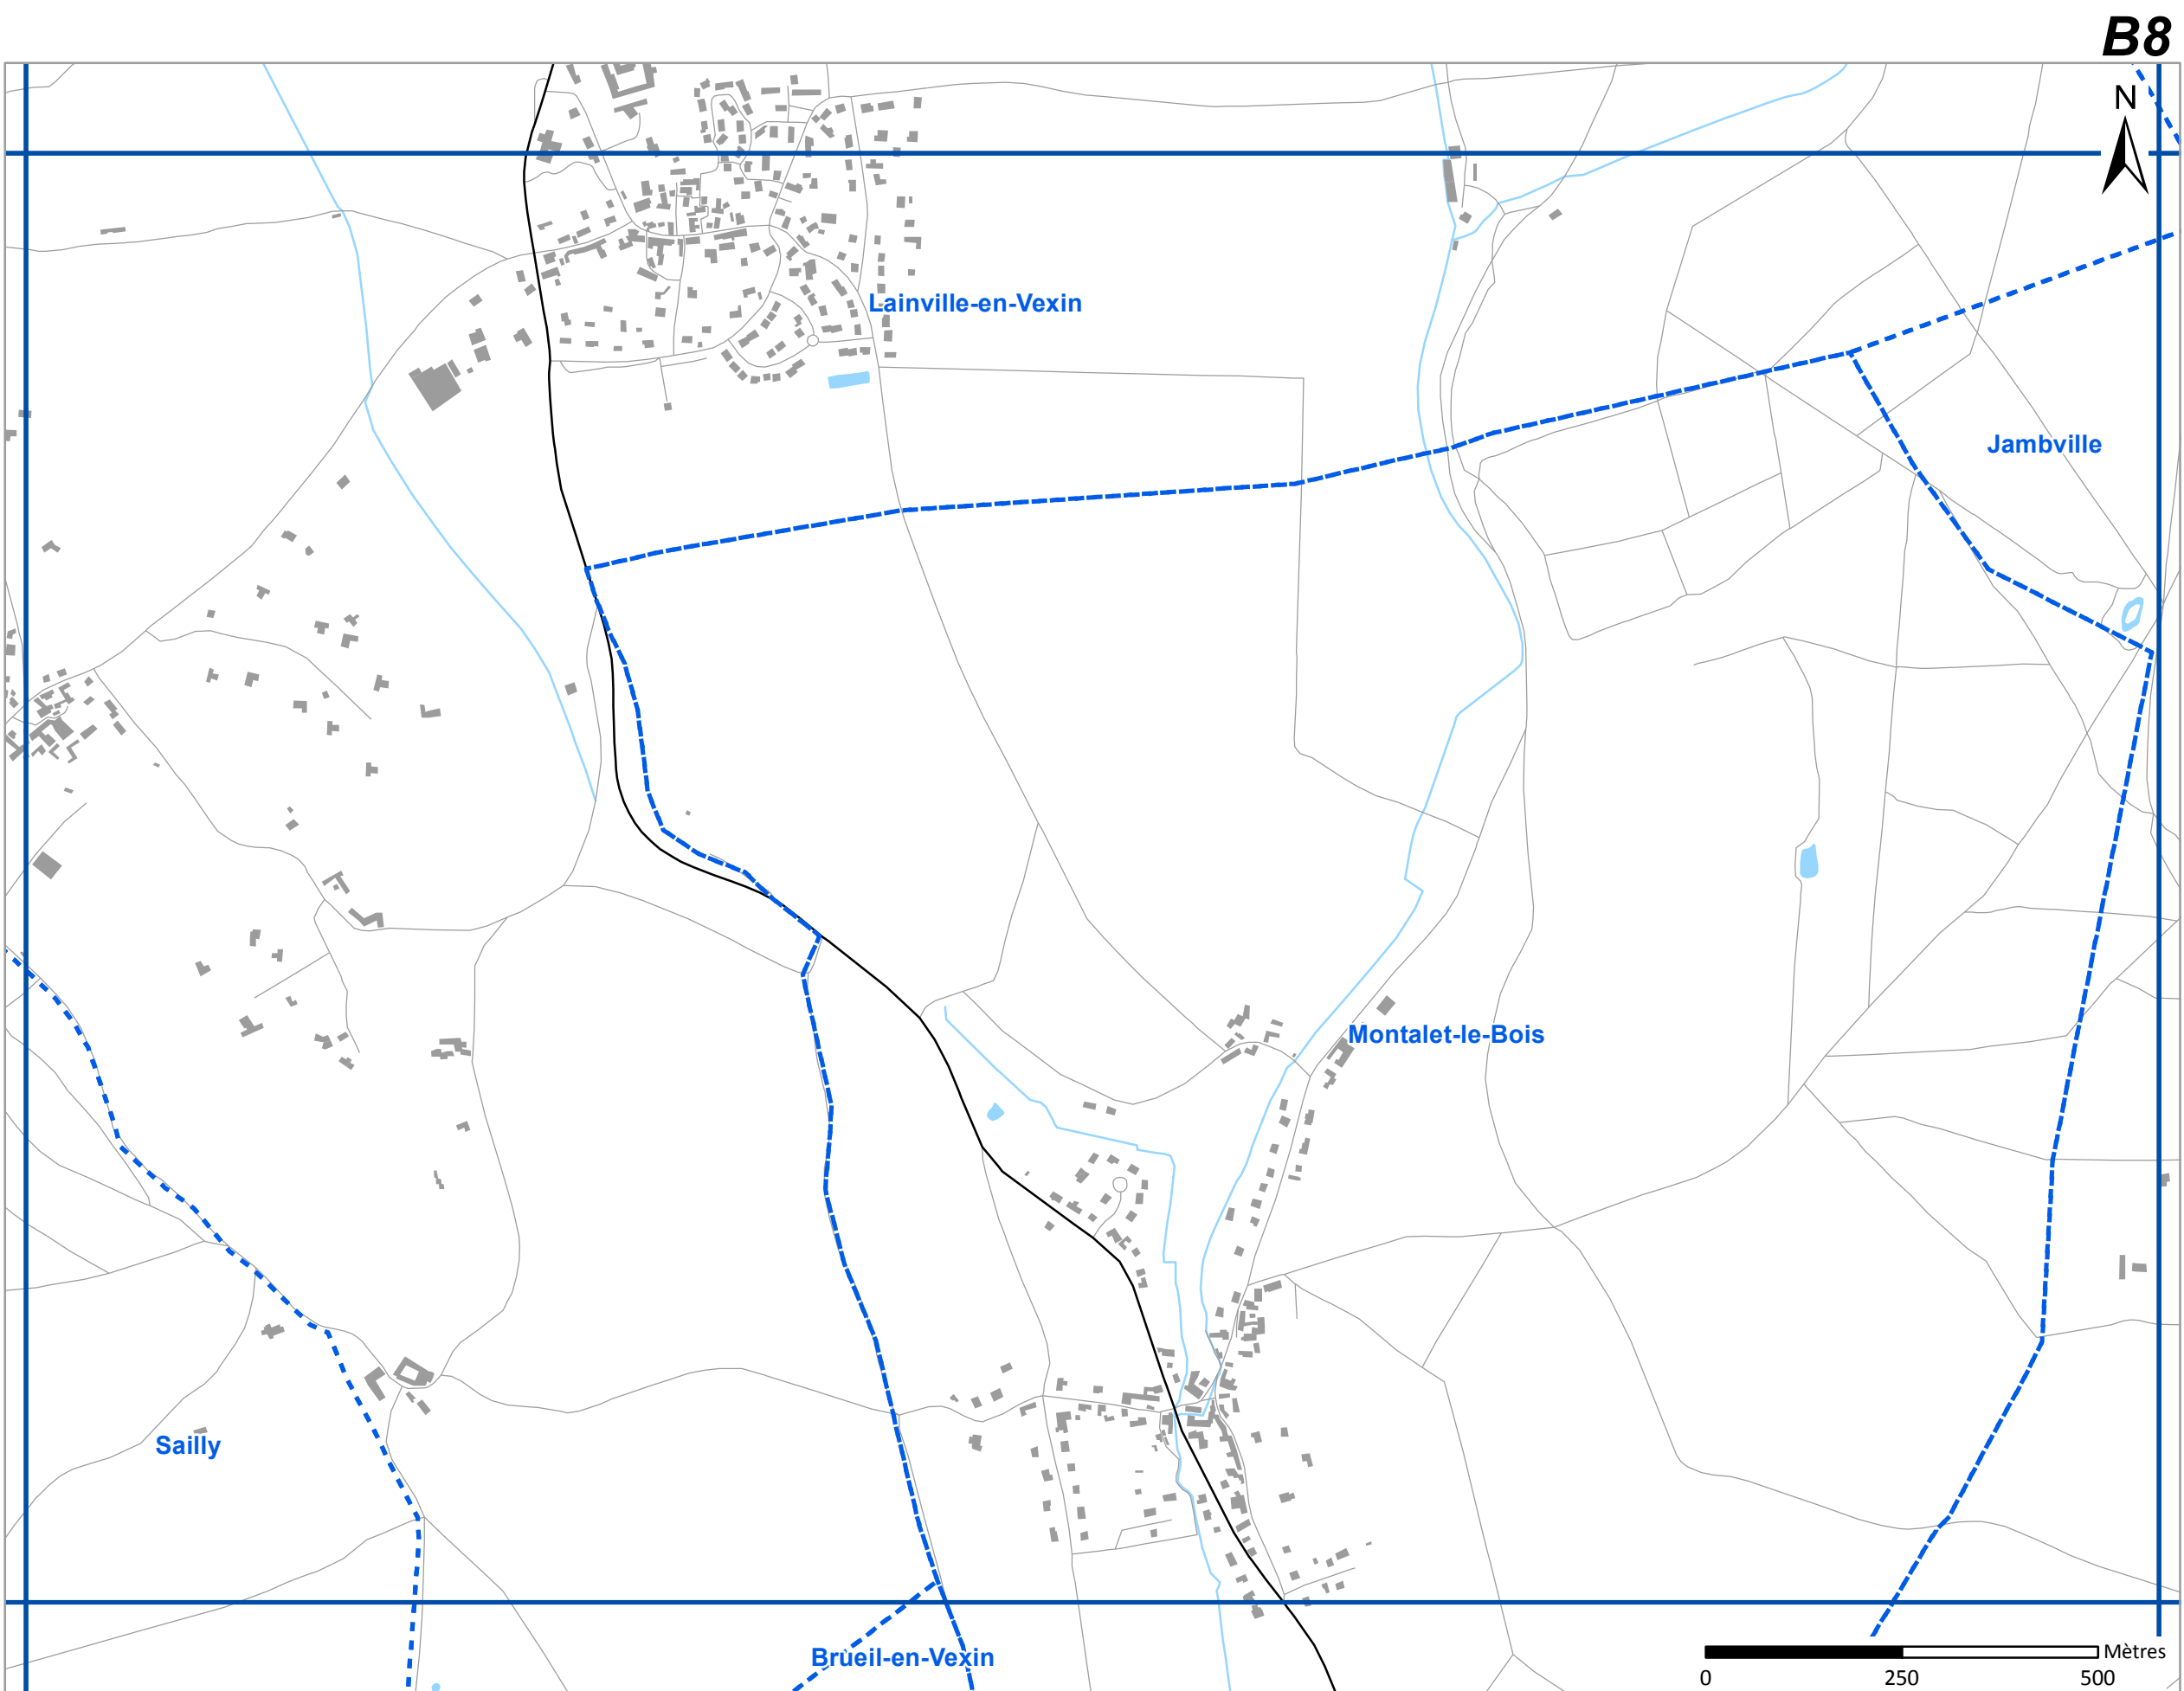 B8
N
Lainville-en-Vexin
Jambville
Montalet-le-Bois
Sailly
Brueil-en-Vexin
Mètres
0 250 500